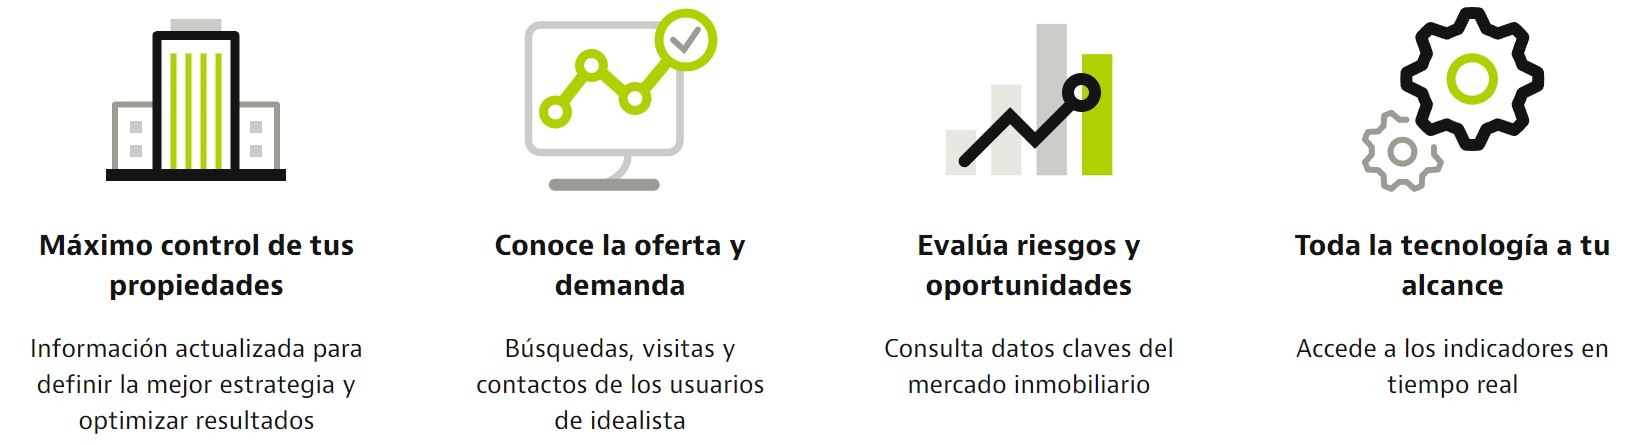 Máximo control de tus
propiedades
Información actualizada para
definir la mejor estrategia y
optimizar resultados
Conoce la oferta y
demanda
Búsquedas, visitas y
contactos de los usuarios
de idealista
Evalúa riesgos y
oportunidades
Consulta datos claves del
mercado inmobiliario
Toda la tecnología a tu
alcance
Accede a los indicadores en
tiempo real